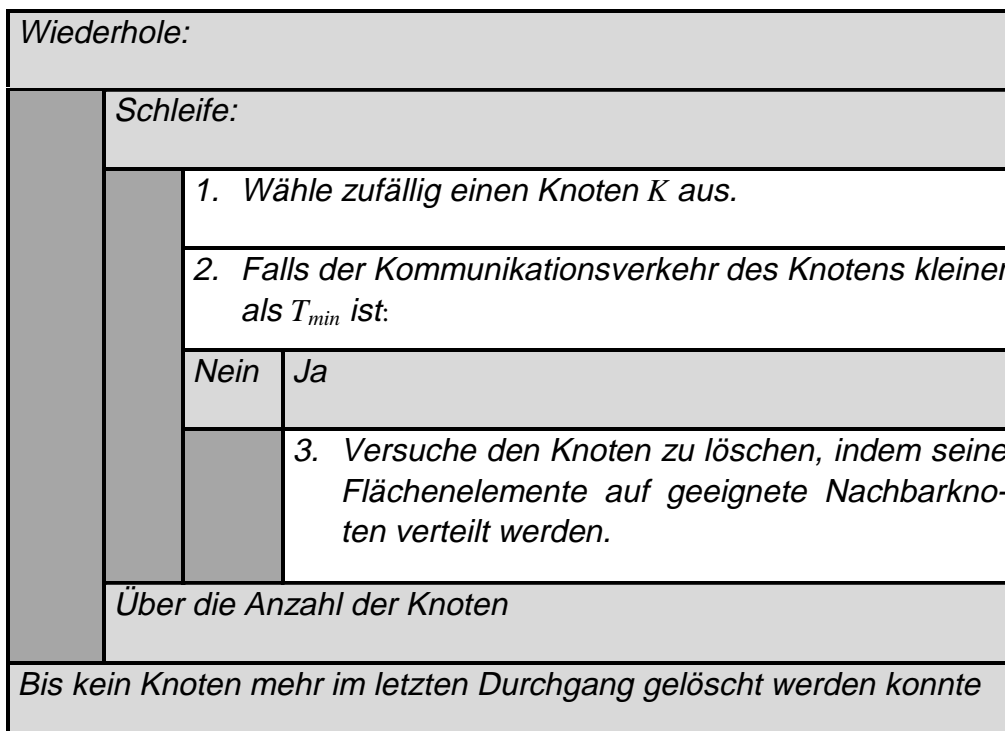 Wiederhole:
Schleife:
1. Wähle zufällig einen Knoten K aus.
2. Falls der Kommunikationsverkehr des Knotens kleiner
als Tmin ist:
Nein Ja
3. Versuche den Knoten zu löschen, indem seine
Flächenelemente auf geeignete Nachbarkno-
ten verteilt werden.
Über die Anzahl der Knoten
Bis kein Knoten mehr im letzten Durchgang gelöscht werden konnte